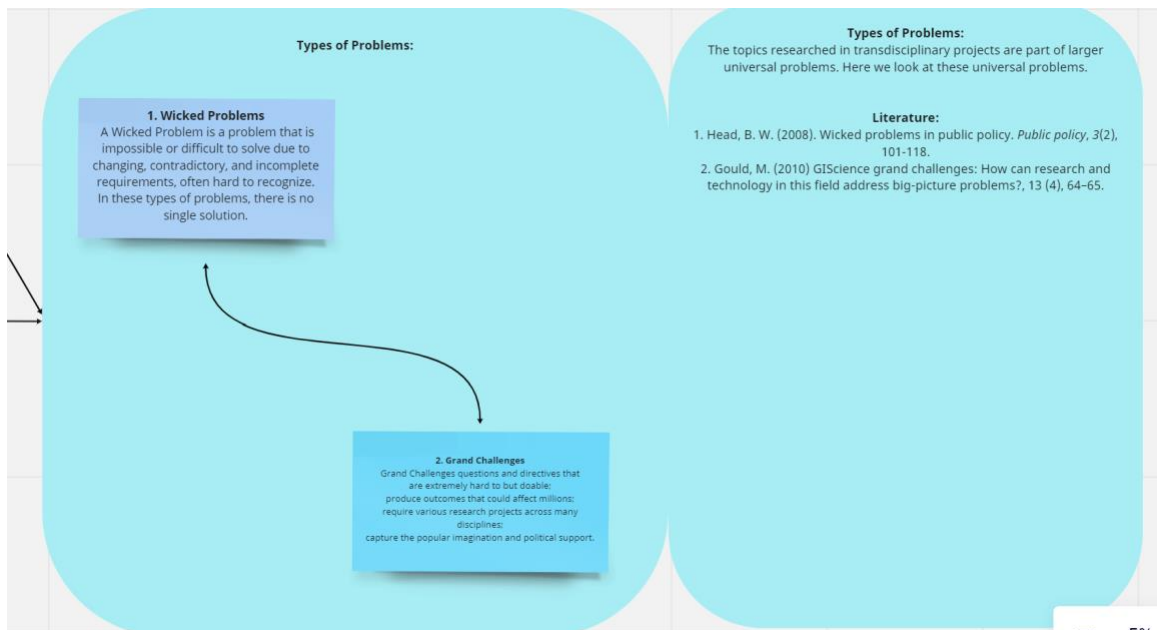 Types of Problems:
1. Wicked Problems
A Wicked Problem is a problem that is
impossible or difficult to solve due to
changing, contradictory, and incomplete
requirements, often hard to recognize.
In these types of problems, there is no
single solution.
2. Grand Challenges
Grand Challenges questions and directives that
are extremely hard to but doable;
produce outcomes that could affect millions;
require various research projects across many
disciplines;
capture the popular imagination and political support.
Types of Problems:
The topics researched in transdisciplinary projects are part of larger
universal problems. Here we look at these universal problems.
Literature:
1. Head, B. W. (2008). Wicked problems in public policy. Public policy, 3(2),
101-118.
2. Gould, M. (2010) GIScience grand challenges: How can research and
technology in this field address big-picture problems?, 13 (4), 64–65.